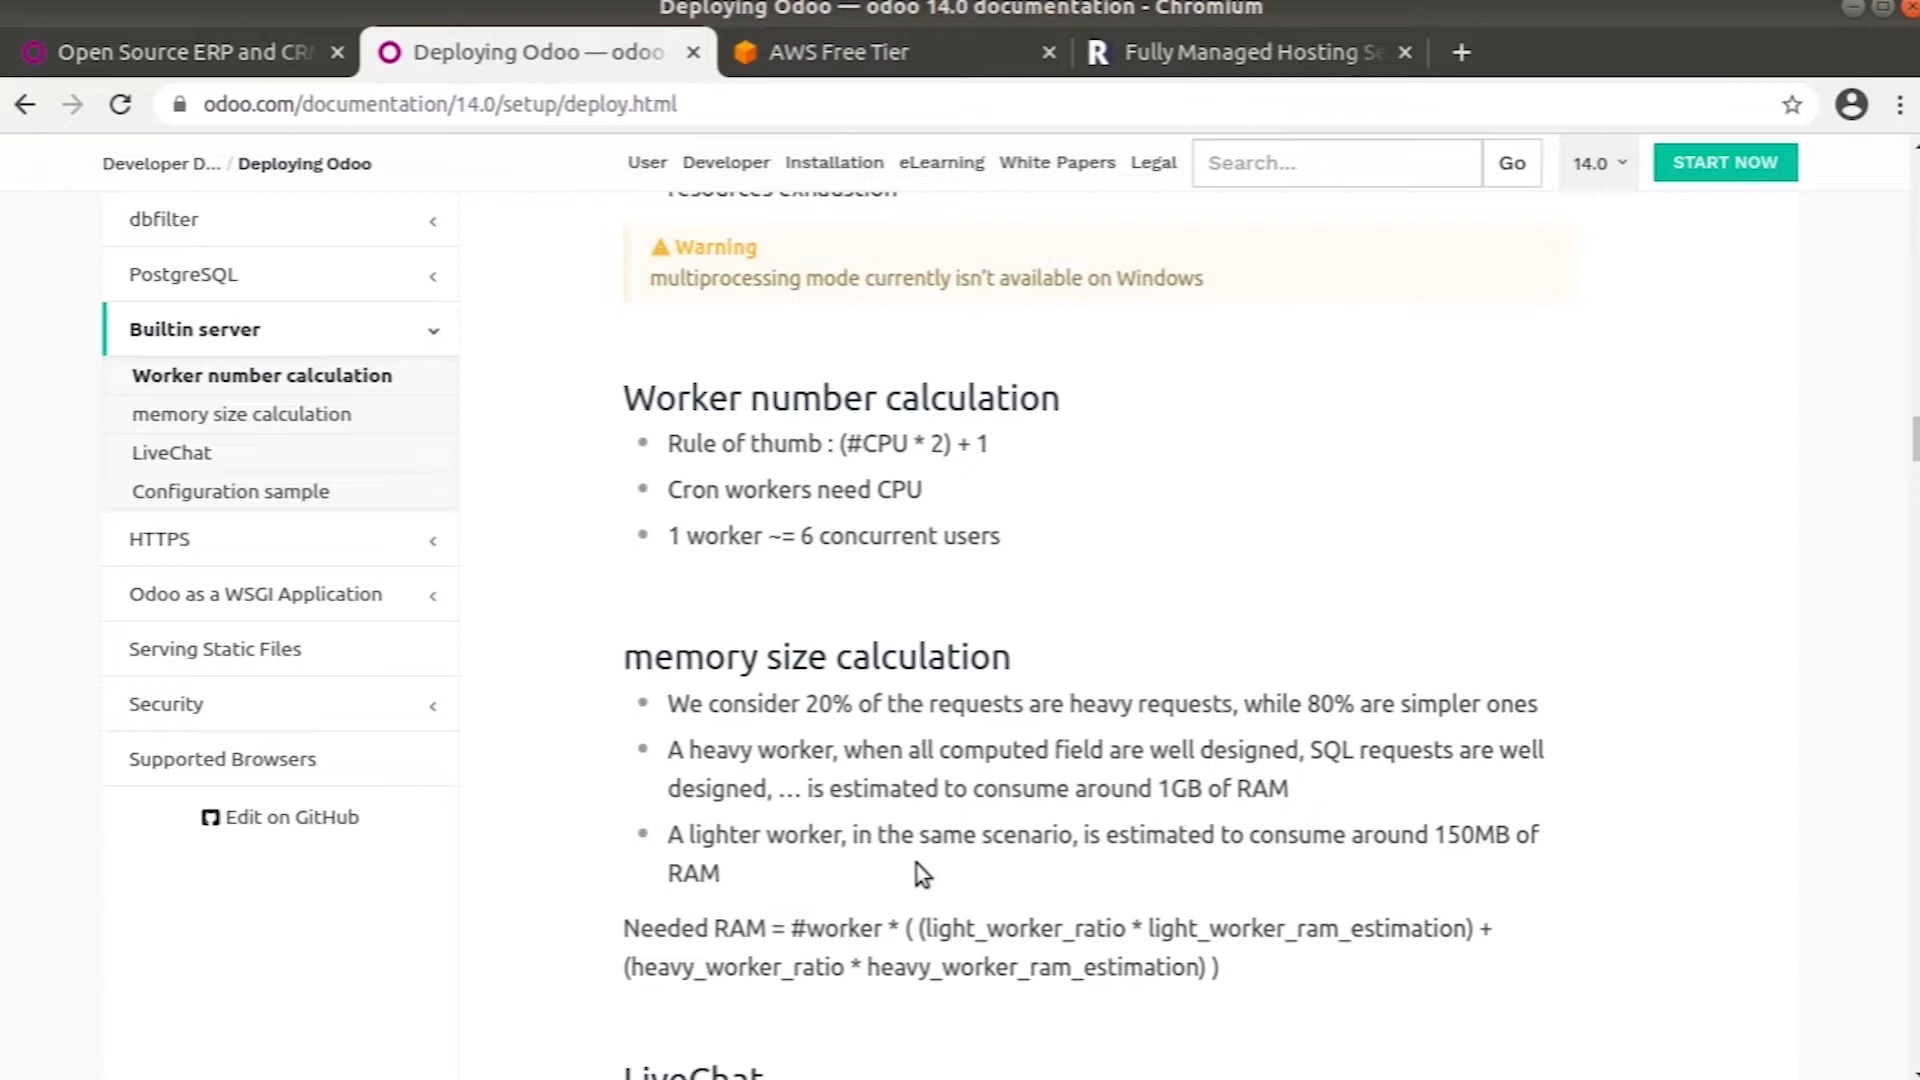 Deploying Odoo — odoo 14.0 documentation - Chromium
Open Source ERP and CRM
Deploying Odoo — odoo
AWS Free Tier
Fully Managed Hosting Se
odoo.com/documentation/14.0/setup/deploy.html
Developer D... / Deploying Odoo
User Developer Installation eLearning White Papers Legal
Search...
Go
14.0
START NOW
dbfilter
PostgreSQL
Builtin server
Worker number calculation
memory size calculation
LiveChat
Configuration sample
HTTPS
Odoo as a WSGI Application
Serving Static Files
Security
Supported Browsers
Edit on GitHub
resources exhaustion
Warning
multiprocessing mode currently isn't available on Windows
Worker number calculation
• Rule of thumb : (#CPU * 2) + 1
• Cron workers need CPU
• 1 worker ~= 6 concurrent users
memory size calculation
• We consider 20% of the requests are heavy requests, while 80% are simpler ones
• A heavy worker, when all computed field are well designed, SQL requests are well
designed, … is estimated to consume around 1GB of RAM
• A lighter worker, in the same scenario, is estimated to consume around 150MB of
RAM
Needed RAM = #worker * ( (light_worker_ratio * light_worker_ram_estimation) +
(heavy_worker_ratio * heavy_worker_ram_estimation) )
LiveChat